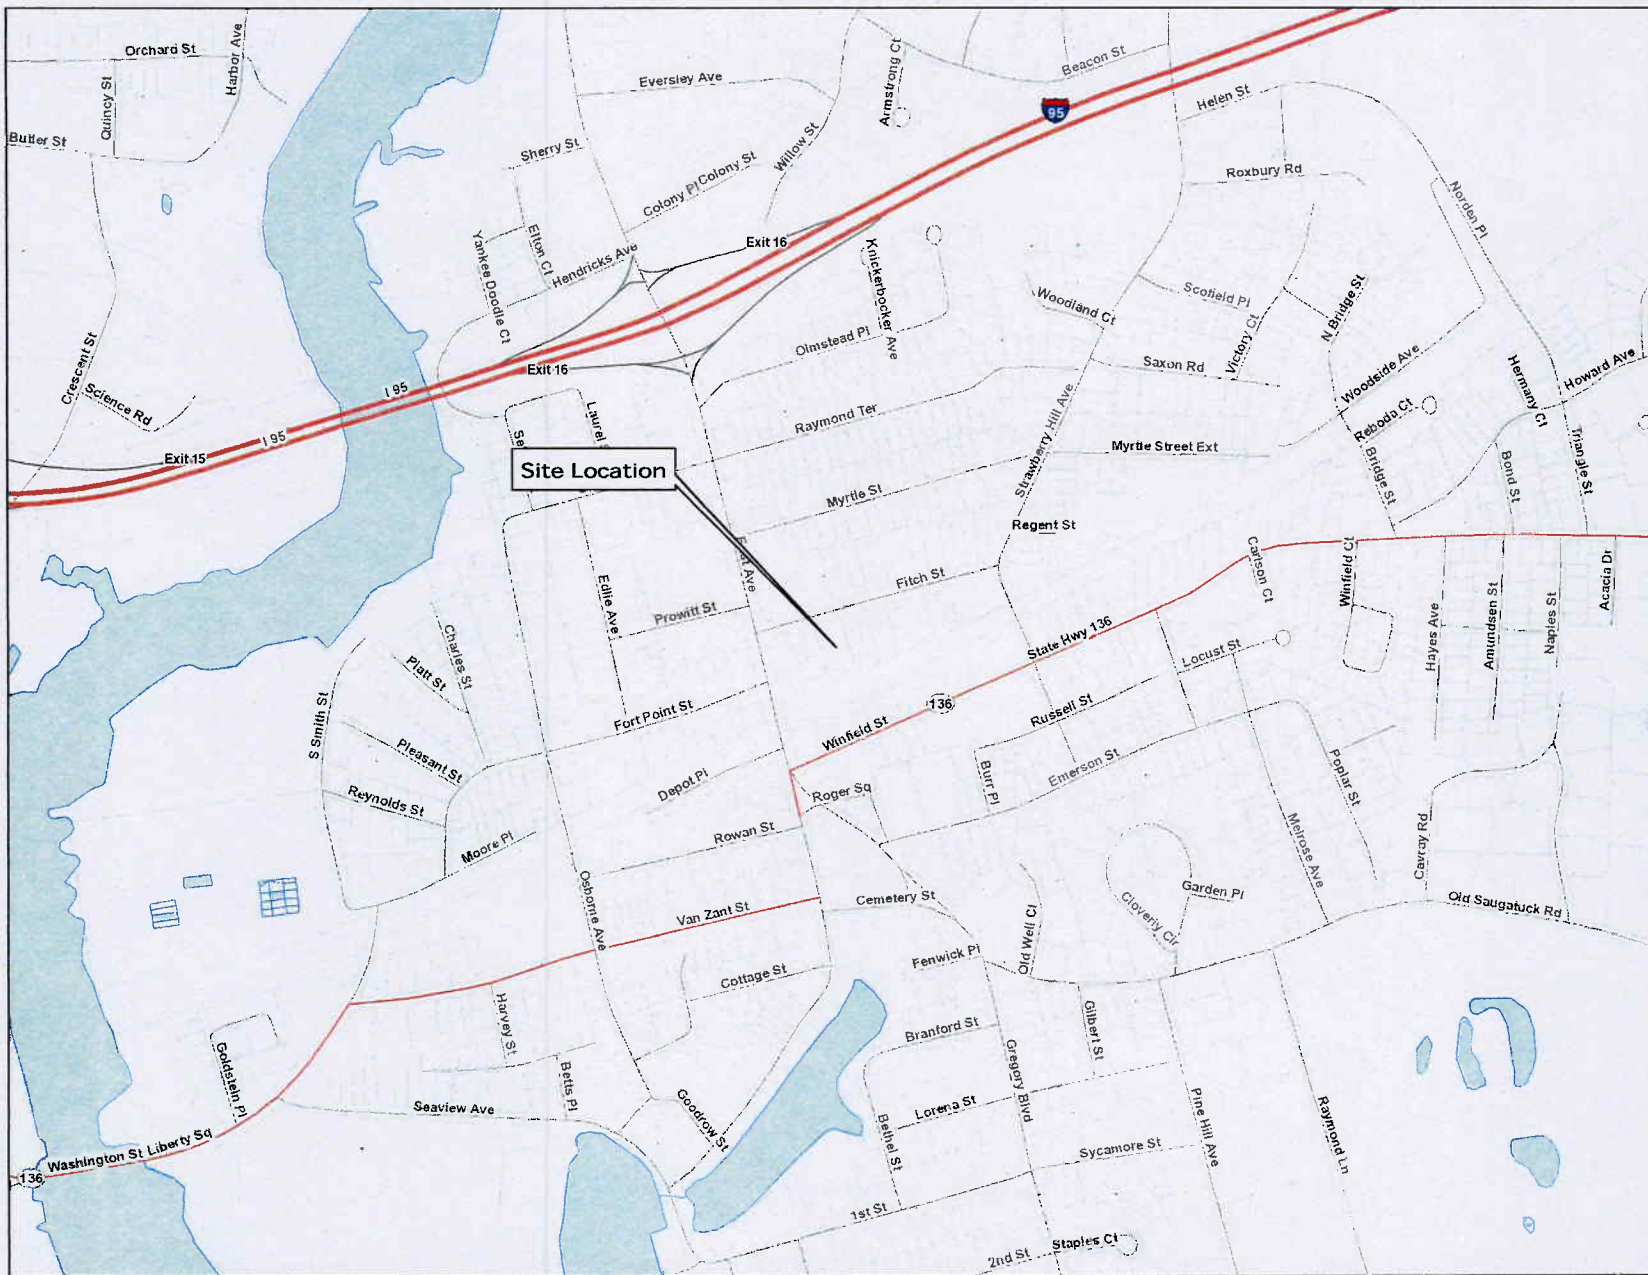 Orchard St
Harbor Ave
Quincy St
Butler St
Eversley Ave
Armstrong Ct
Beacon St
95
Helen St
Sherry St
Willow St
Colony Pl
Colony St
Roxbury Rd
Norden Pl
Yankee Doodle Ct
Elton Ct
Hendricks Ave
Exit 16
Knickerbocker Ave
Woodland Ct
Scofield Pl
Victory Ct
N Bridge St
Olmstead Pl
Crescent St
Science Rd
I 95
Exit 16
Saxon Rd
Woodside Ave
Hermany Ct
Howard Ave
I 95
Exit 15
Laurel
Raymond Ter
Strawberry Hill Ave
Myrtle Street Ext
Reboda Ct
Bridge St
Bond St
Triangle St
Site Location
Myrtle St
Regent St
Ave
Fitch St
Carlson Ct
Winfield Ct
Edlie Ave
Prowitt St
Hayes Ave
Amundsen St
Naples St
Acacia Dr
Charles St
Platt St
State Hwy 136
Locust St
S Smith St
Fort Point St
136
Russell St
Pleasant St
Winfield St
Depot Pl
Roger Sq
Burr Pl
Emerson St
Poplar St
Reynolds St
Rowan St
Moore Pl
Melrose Ave
Cavray Rd
Osborne Ave
Van Zant St
Cemetery St
Garden Pl
Cloverly Cir
Old Saugatuck Rd
Old Well Ct
Fenwick Pl
Cottage St
Harvey St
Branford St
Gilbert St
Goldstein Pl
Betts Pl
Gregory Blvd
Seaview Ave
Goodrow St
Lorena St
Bethel St
Pine Hill Ave
Raymond Ln
Washington St
Liberty Sq
136
Sycamore St
1st St
2nd St
Staples Ct